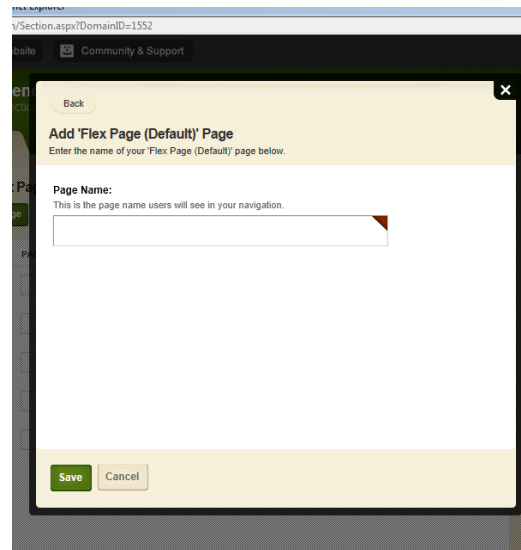 n/Section.aspx?DomainID=1552
Community & Support
Back
Add 'Flex Page (Default)' Page
Enter the name of your 'Flex Page (Default)' page below.
Page Name:
This is the page name users will see in your navigation.
Save
Cancel